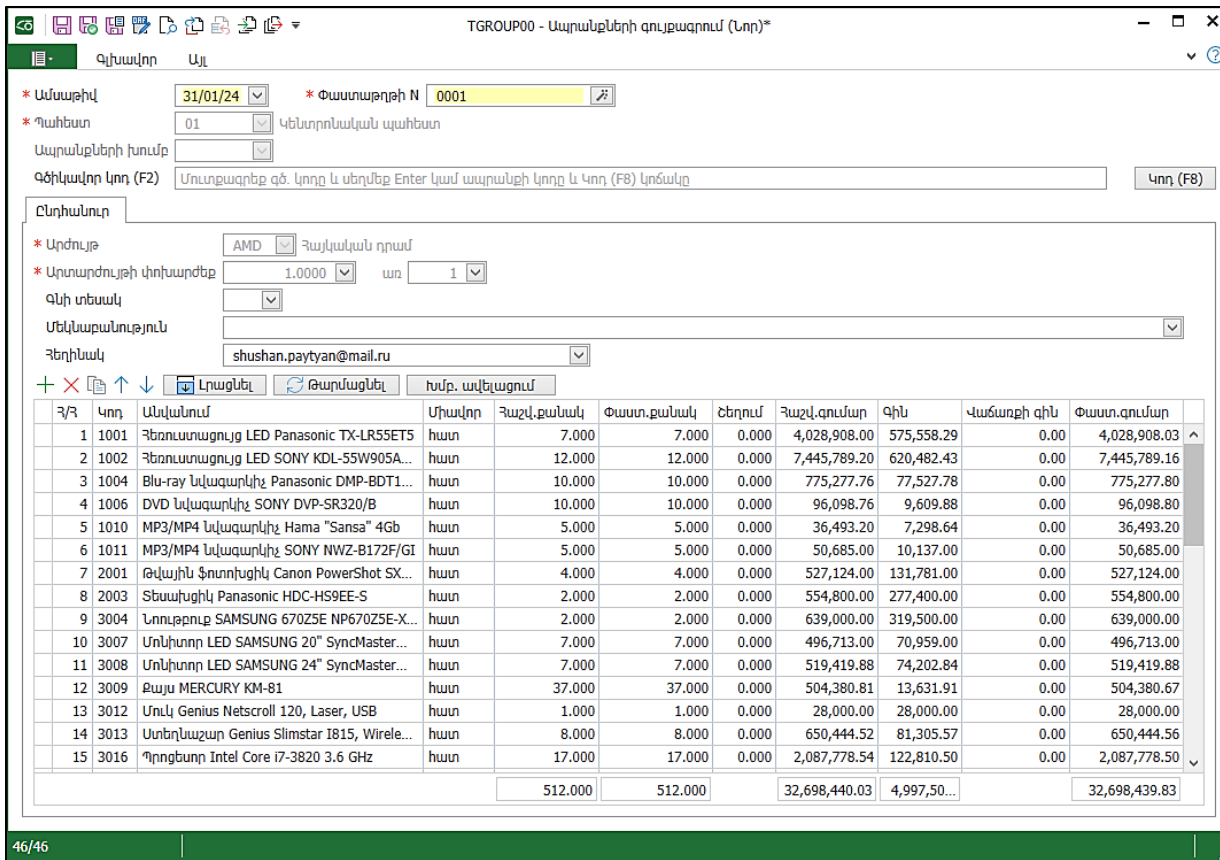 TGROUP00 - Ապրանքների գույքագրում (Նոր)*
Գլխավոր Այլ
* Ամսաթիվ 31/01/24 * Փաստաթղթի N 0001
* Պահեստ 01 Կենտրոնական պահեստ
Ապրանքների խումբ
Գծիկավոր կոդ (F2) Մուտքագրեք գծ. կոդը և սեղմեք Enter կամ ապրանքի կոդը և Կոդ (F8) կոճակը Կոդ (F8)
Ընդհանուր
* Արժույթ AMD Հայկական դրամ
* Արտարժույթի փոխարժեք 1.0000 առ 1
Գնի տեսակ
Մեկնաբանություն
Հեղինակ shushan.paytyan@mail.ru
Լրացնել Թարմացնել Խմբ. ավելացում
Հ/Հ Կոդ Անվանում Միավոր Հաշվ.քանակ Փաստ.քանակ Շեղում Հաշվ.գումար Գին Վաճառքի գին Փաստ.գումար
1 1001 Հեռուստացույց LED Panasonic TX-LR55ET5 հատ 7.000 7.000 0.000 4,028,908.00 575,558.29 0.00 4,028,908.03
2 1002 Հեռուստացույց LED SONY KDL-55W905A... հատ 12.000 12.000 0.000 7,445,789.20 620,482.43 0.00 7,445,789.16
3 1004 Blu-ray նվագարկիչ Panasonic DMP-BDT1... հատ 10.000 10.000 0.000 775,277.76 77,527.78 0.00 775,277.80
4 1006 DVD նվագարկիչ SONY DVP-SR320/B հատ 10.000 10.000 0.000 96,098.76 9,609.88 0.00 96,098.80
5 1010 MP3/MP4 նվագարկիչ Hama "Sansa" 4Gb հատ 5.000 5.000 0.000 36,493.20 7,298.64 0.00 36,493.20
6 1011 MP3/MP4 նվագարկիչ SONY NWZ-B172F/GI հատ 5.000 5.000 0.000 50,685.00 10,137.00 0.00 50,685.00
7 2001 Թվային ֆոտոխցիկ Canon PowerShot SX... հատ 4.000 4.000 0.000 527,124.00 131,781.00 0.00 527,124.00
8 2003 Տեսախցիկ Panasonic HDC-HS9EE-S հատ 2.000 2.000 0.000 554,800.00 277,400.00 0.00 554,800.00
9 3004 Նոութբուք SAMSUNG 670Z5E NP670Z5E-X... հատ 2.000 2.000 0.000 639,000.00 319,500.00 0.00 639,000.00
10 3007 Մոնիտոր LED SAMSUNG 20" SyncMaster... հատ 7.000 7.000 0.000 496,713.00 70,959.00 0.00 496,713.00
11 3008 Մոնիտոր LED SAMSUNG 24" SyncMaster... հատ 7.000 7.000 0.000 519,419.88 74,202.84 0.00 519,419.88
12 3009 Քայս MERCURY KM-81 հատ 37.000 37.000 0.000 504,380.81 13,631.91 0.00 504,380.67
13 3012 Մուկ Genius Netscroll 120, Laser, USB հատ 1.000 1.000 0.000 28,000.00 28,000.00 0.00 28,000.00
14 3013 Ստեղնաշար Genius Slimstar I815, Wirele... հատ 8.000 8.000 0.000 650,444.52 81,305.57 0.00 650,444.56
15 3016 Պրոցեսոր Intel Core i7-3820 3.6 GHz հատ 17.000 17.000 0.000 2,087,778.54 122,810.50 0.00 2,087,778.50
512.000 512.000 32,698,440.03 4,997,50... 32,698,439.83
46/46